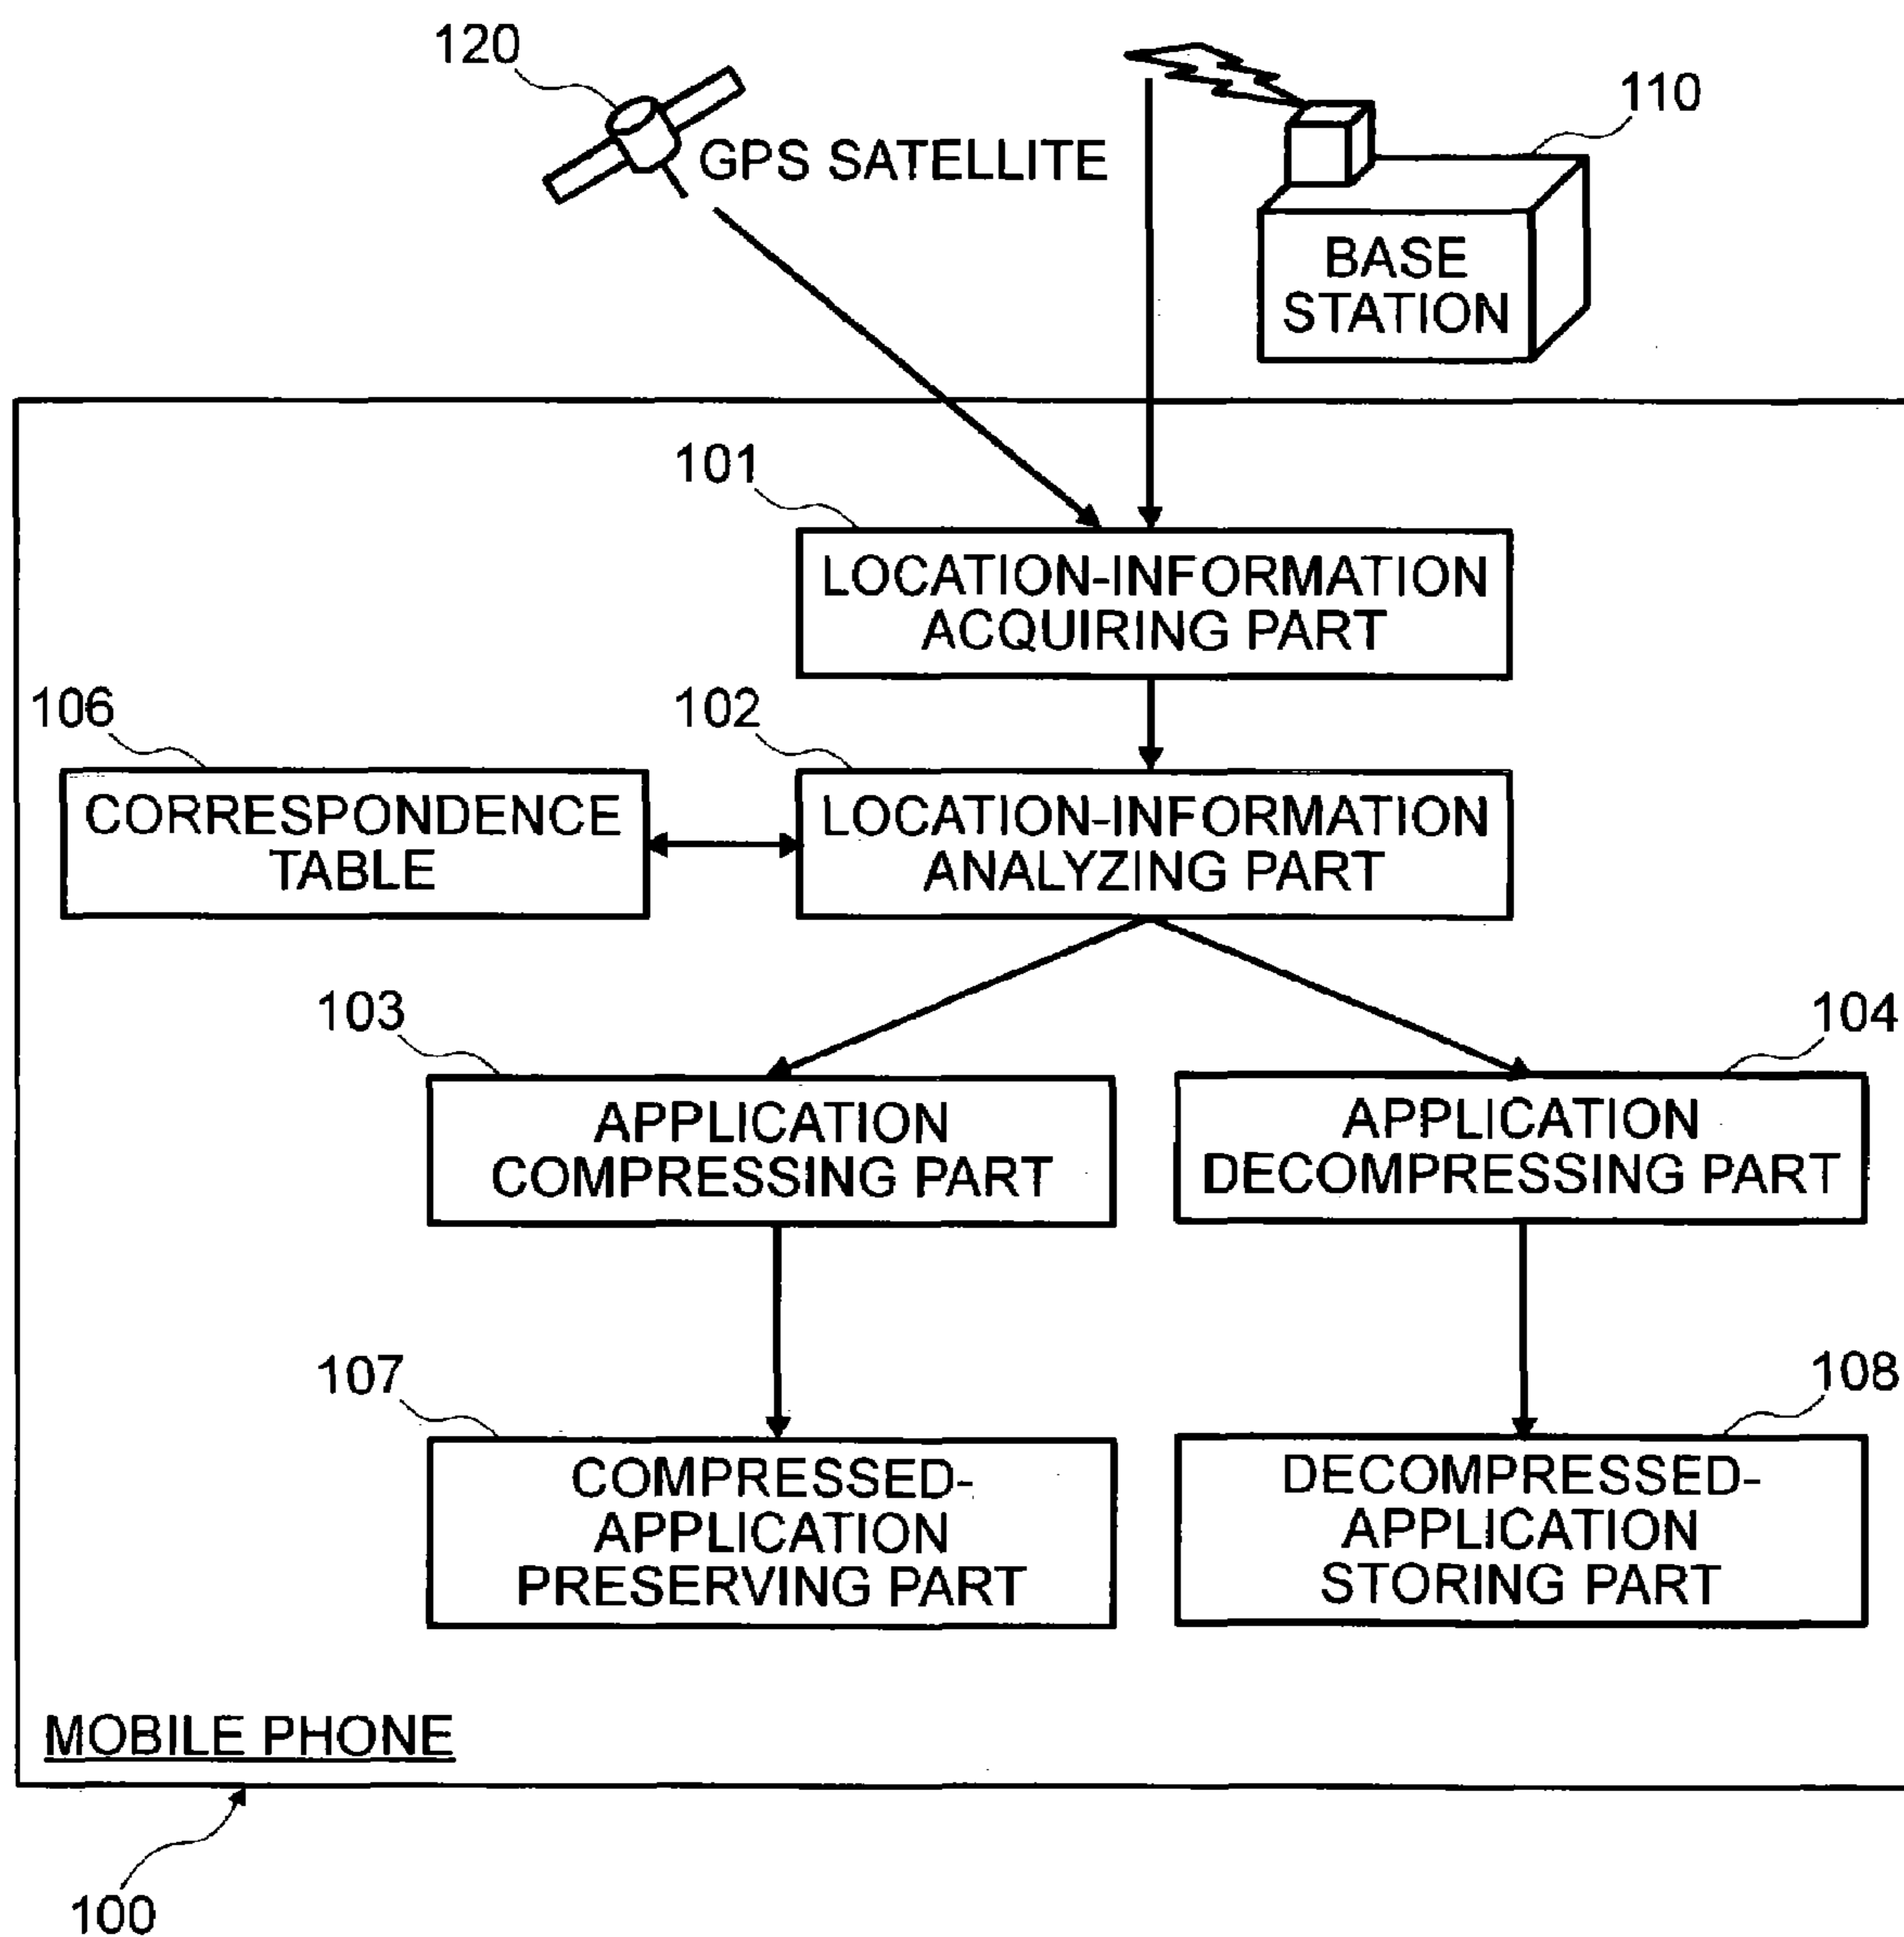 120
110
GPS SATELLITE
BASE
STATION
101
LOCATION-INFORMATION
ACQUIRING PART
106
102
CORRESPONDENCE
TABLE
LOCATION-INFORMATION
ANALYZING PART
103
104
APPLICATION
COMPRESSING PART
APPLICATION
DECOMPRESSING PART
107
108
COMPRESSED-
APPLICATION
PRESERVING PART
DECOMPRESSED-
APPLICATION
STORING PART
MOBILE PHONE
100